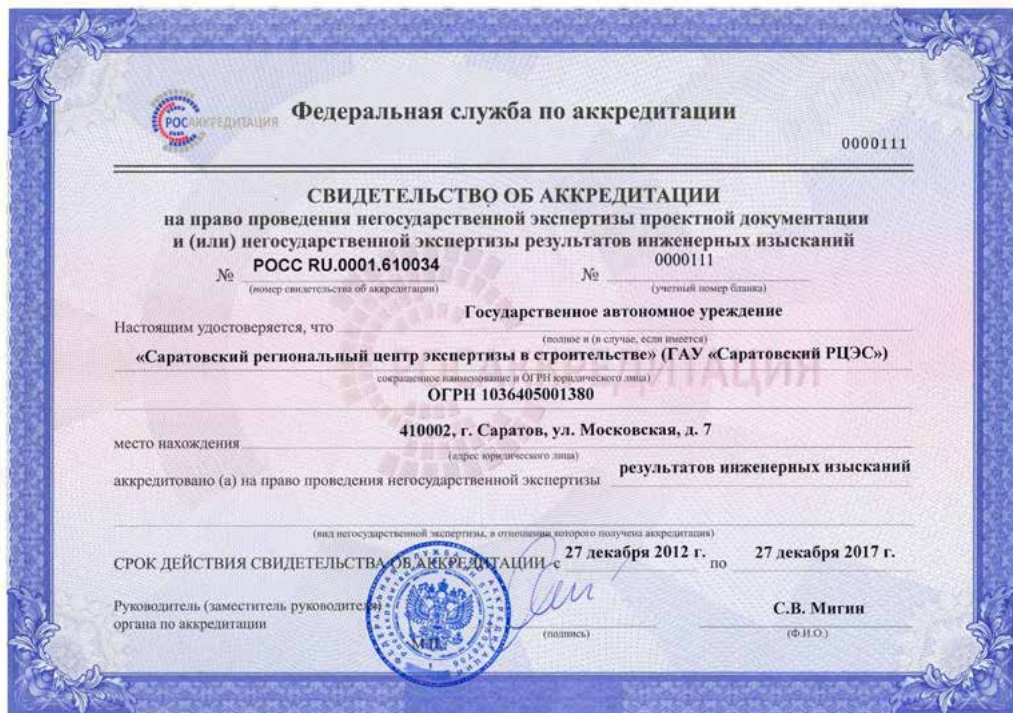 РОСАККРЕДИТАЦИЯ
Федеральная служба по аккредитации
0000111
СВИДЕТЕЛЬСТВО ОБ АККРЕДИТАЦИИ
на право проведения негосударственной экспертизы проектной документации
и (или) негосударственной экспертизы результатов инженерных изысканий
№ РОСС RU.0001.610034 № 0000111
(номер свидетельства об аккредитации) (учетный номер бланка)
Настоящим удостоверяется, что Государственное автономное уреждение
(полное и (в случае, если имеется)
«Саратовский региональный центр экспертизы в строительстве» (ГАУ «Саратовский РЦЭС»)
сокращенное наименование и ОГРН юридического лица)
ОГРН 1036405001380
место нахождения 410002, г. Саратов, ул. Московская, д. 7
(адрес юридического лица)
аккредитовано (а) на право проведения негосударственной экспертизы результатов инженерных изысканий
(вид негосударственной экспертизы, в отношении которого получена аккредитация)
СРОК ДЕЙСТВИЯ СВИДЕТЕЛЬСТВА ОБ АККРЕДИТАЦИИ с 27 декабря 2012 г. по 27 декабря 2017 г.
Руководитель (заместитель руководителя)
органа по аккредитации
М.П. (подпись) С.В. Мигин
(Ф.И.О.)